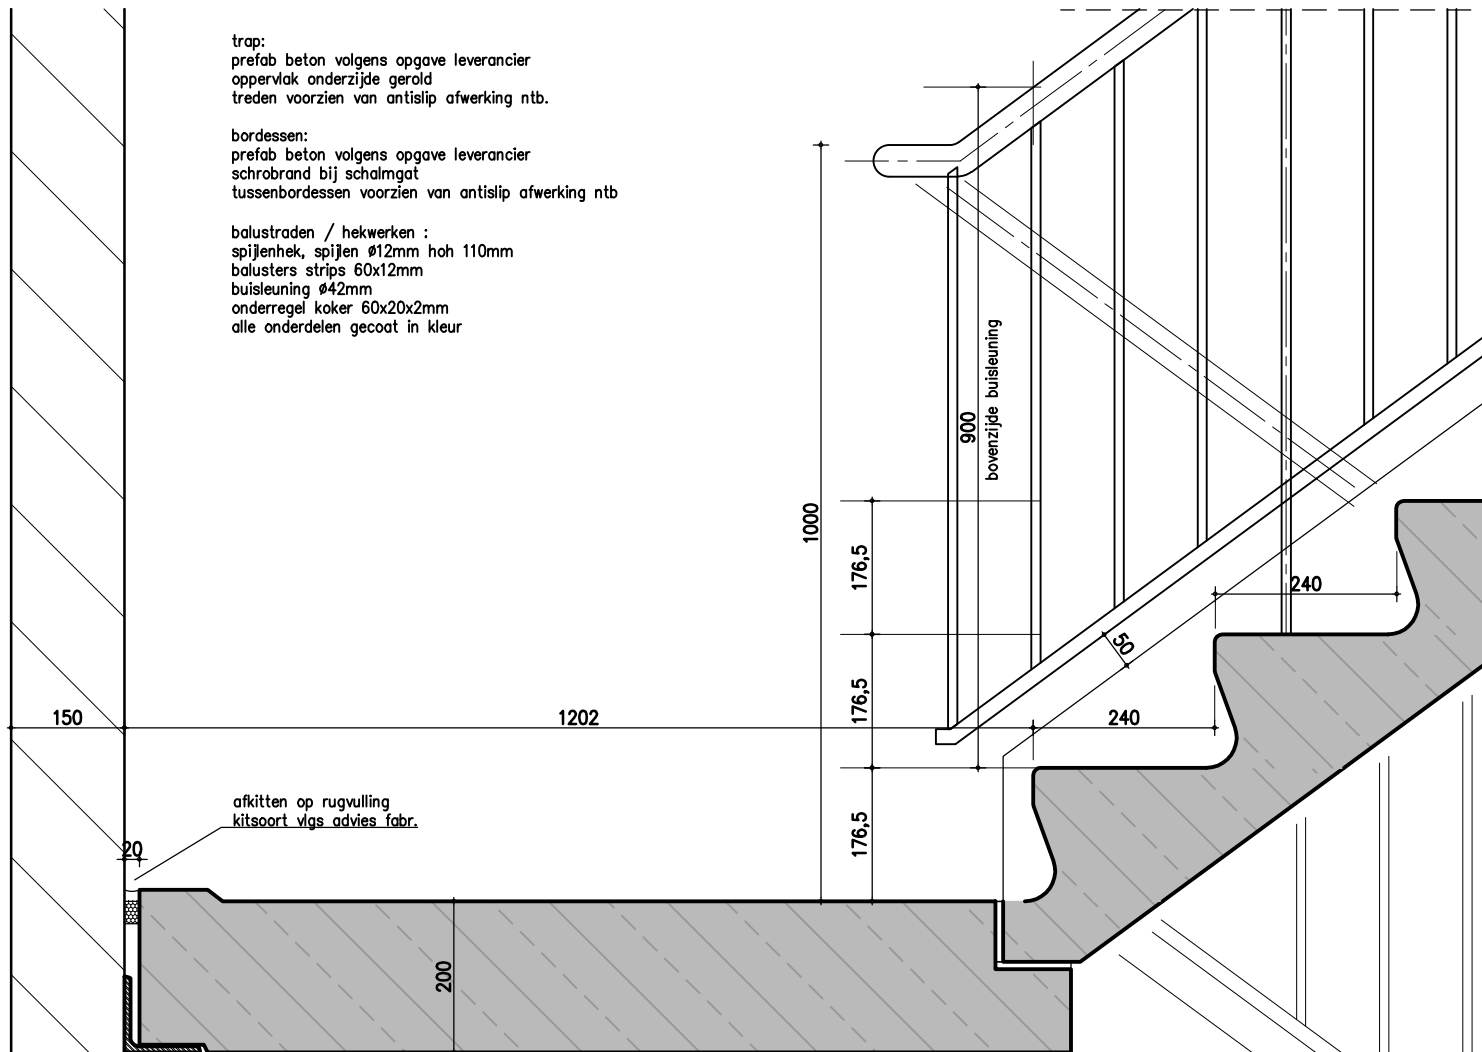 trap:
prefab beton volgens opgave leverancier
oppervlak onderzijde gerold
treden voorzien van antislip afwerking ntb.
bordessen:
prefab beton volgens opgave leverancier
schrobrand bij schalmgat
tussenbordessen voorzien van antislip afwerking ntb
balustraden / hekwerken :
spijlenhek, spijlen ø12mm hoh 110mm
balusters strips 60x12mm
buisleuning ø42mm
onderregel koker 60x20x2mm
alle onderdelen gecoat in kleur
bovenzijde buisleuning
900
1000
176,5
240
50
176,5
150
1202
240
afkitten op rugvulling
kitsoort vlgs advies fabr.
176,5
20
200